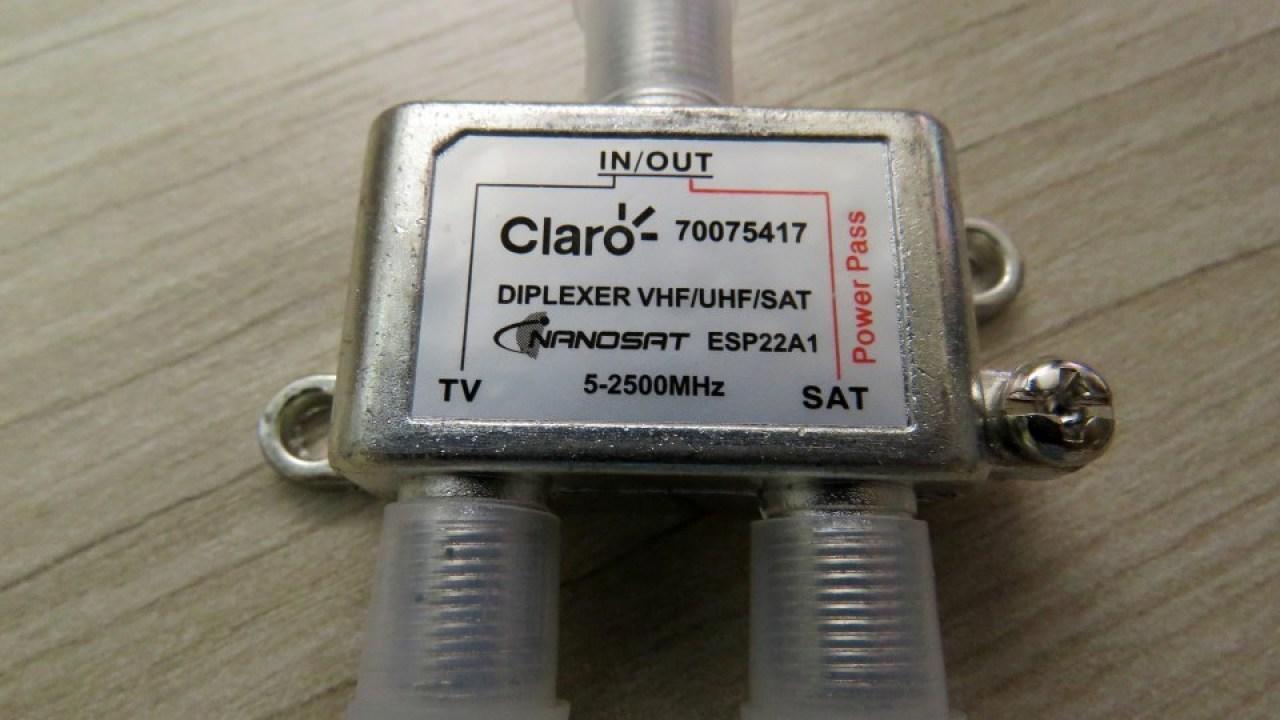 IN/OUT
Claro 70075417
DIPLEXER VHF/UHF/SAT
NANOSAT ESP22A1
5-2500MHz
TV
SAT
Power Pass